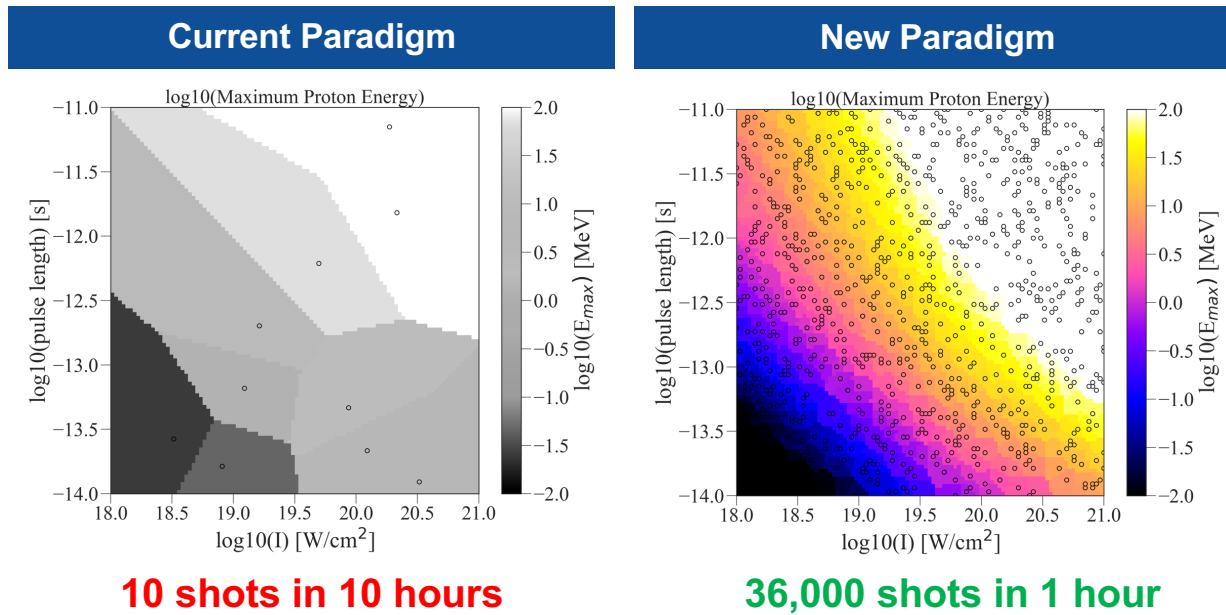 Current Paradigm
log10(Maximum Proton Energy)
−11.0
−11.5
−12.0
−12.5
−13.0
−13.5
−14.0
log10(pulse length) [s]
18.0 18.5 19.0 19.5 20.0 20.5 21.0
log10(I) [W/cm²]
2.0
1.5
1.0
0.5
0.0
−0.5
−1.0
−1.5
−2.0
log10(Emax) [MeV]
10 shots in 10 hours
New Paradigm
log10(Maximum Proton Energy)
−11.0
−11.5
−12.0
−12.5
−13.0
−13.5
−14.0
log10(pulse length) [s]
18.0 18.5 19.0 19.5 20.0 20.5 21.0
log10(I) [W/cm²]
2.0
1.5
1.0
0.5
0.0
−0.5
−1.0
−1.5
−2.0
log10(Emax) [MeV]
36,000 shots in 1 hour